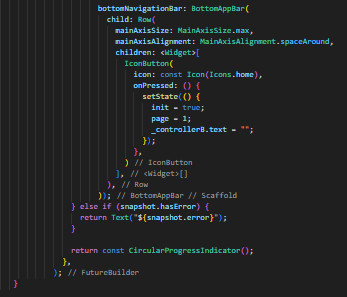 bottomNavigationBar: BottomAppBar(
child: Row(
mainAxisSize: MainAxisSize.max,
mainAxisAlignment: MainAxisAlignment.spaceAround,
children: <Widget>[
IconButton(
icon: const Icon(Icons.home),
onPressed: () {
setState(() {
init = true;
page = 1;
_controllerB.text = "";
});
},
) // IconButton
], // <Widget>[]
), // Row
)); // BottomAppBar // Scaffold
} else if (snapshot.hasError) {
return Text("${snapshot.error}");
}
return const CircularProgressIndicator();
},
); // FutureBuilder
}